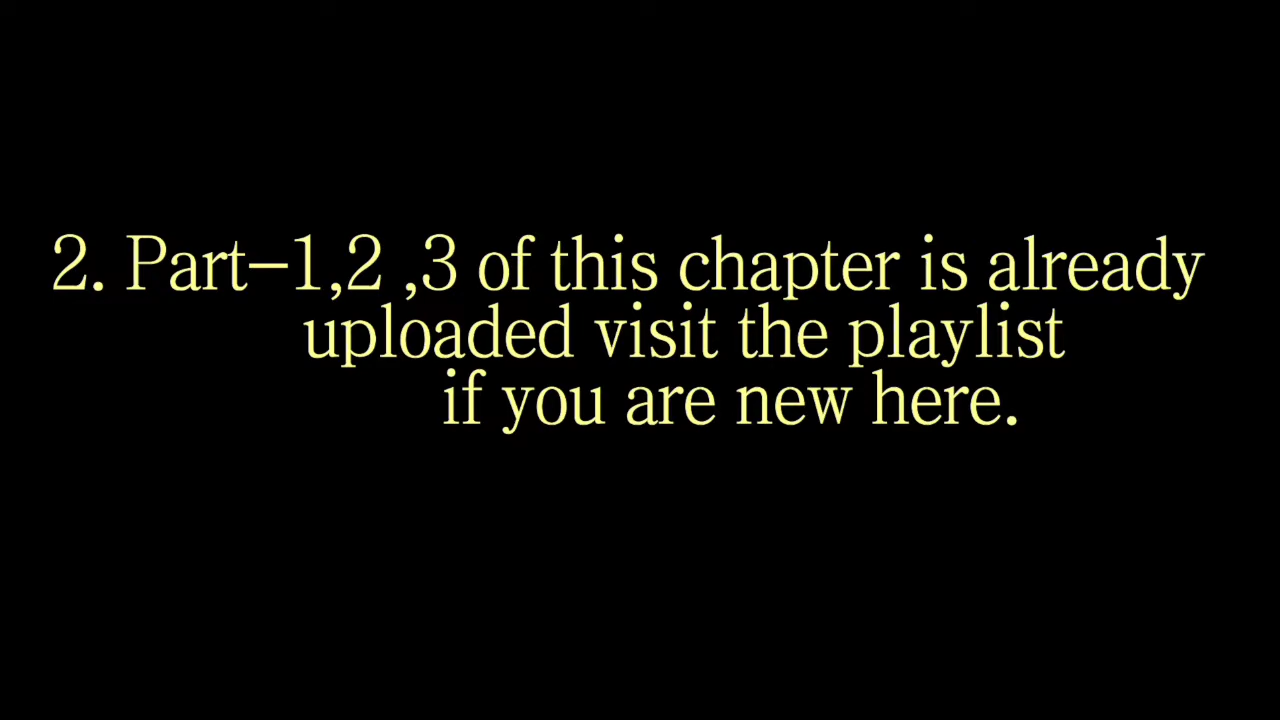 2. Part-1,2 ,3 of this chapter is already
uploaded visit the playlist
if you are new here.